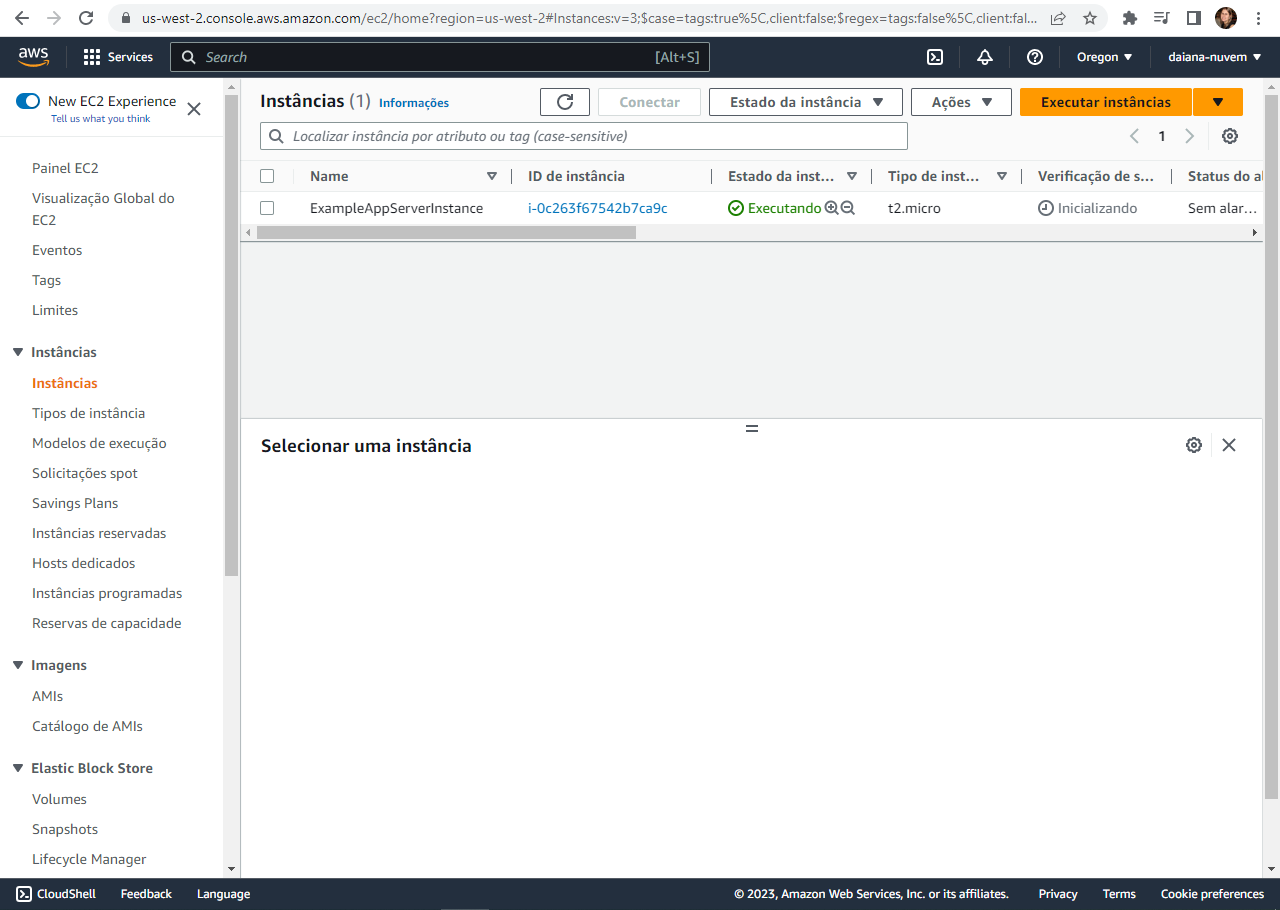 us-west-2.console.aws.amazon.com/ec2/home?region=us-west-2#Instances:v=3;$case=tags:true%5C,client:false;$regex=tags:false%5C,client:fal...
aws
Services
Search
[Alt+S]
Oregon
daiana-nuvem
New EC2 Experience
Tell us what you think
Painel EC2
Visualização Global do
EC2
Eventos
Tags
Limites
Instâncias
Instâncias
Tipos de instância
Modelos de execução
Solicitações spot
Savings Plans
Instâncias reservadas
Hosts dedicados
Instâncias programadas
Reservas de capacidade
Imagens
AMIs
Catálogo de AMIs
Elastic Block Store
Volumes
Snapshots
Lifecycle Manager
Instâncias (1) Informações
Conectar
Estado da instância
Ações
Executar instâncias
Localizar instância por atributo ou tag (case-sensitive)
1
Name ID de instância Estado da inst... Tipo de inst... Verificação de s... Status do al
ExampleAppServerInstance i-0c263f67542b7ca9c Executando t2.micro Inicializando Sem alar...
Selecionar uma instância
CloudShell Feedback Language © 2023, Amazon Web Services, Inc. or its affiliates. Privacy Terms Cookie preferences